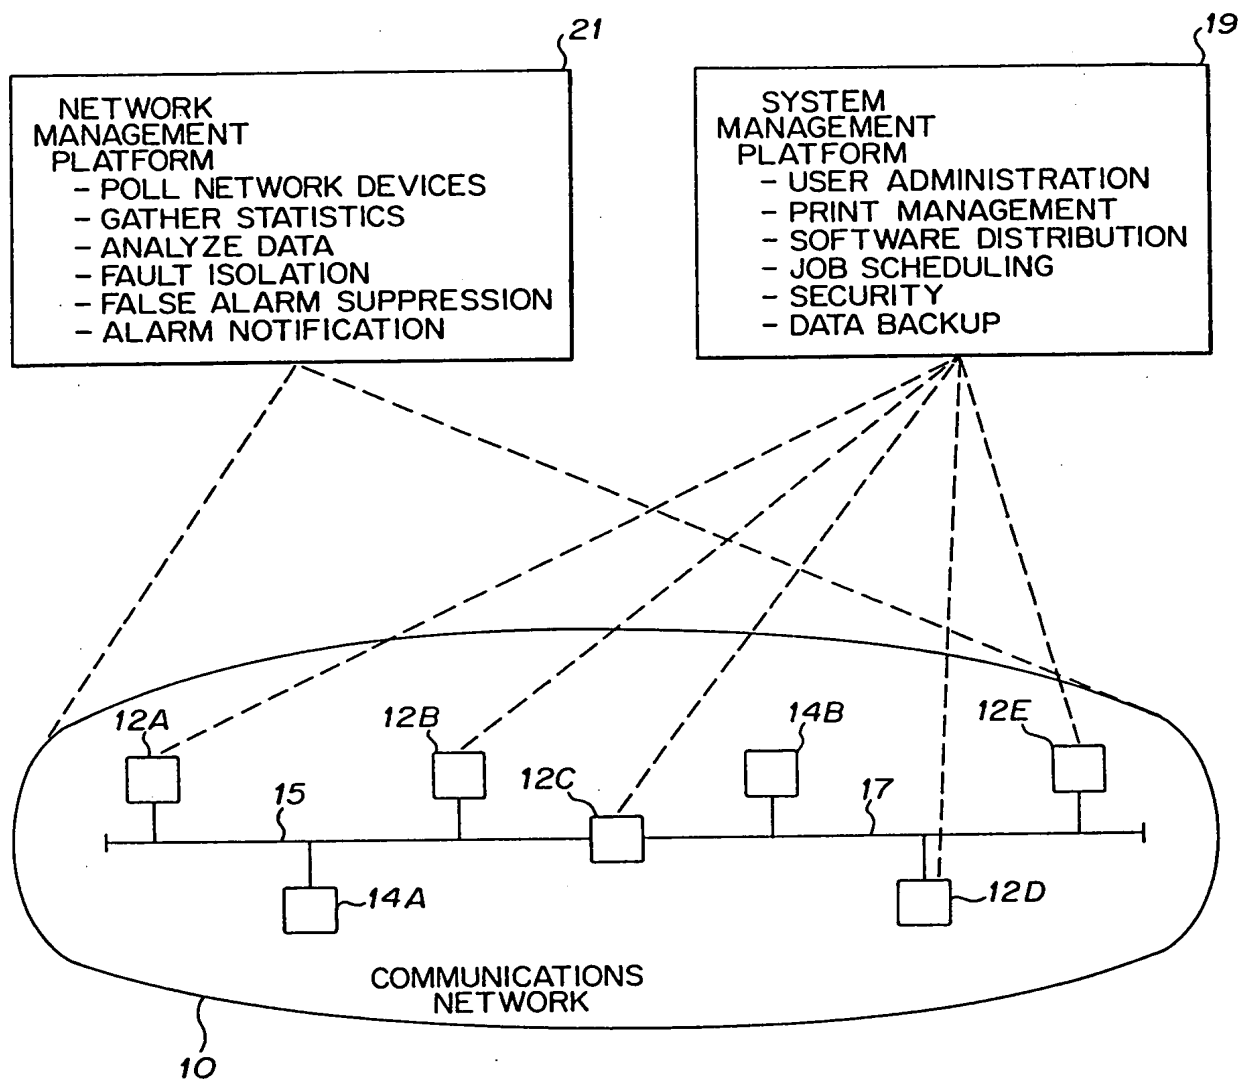 21
19
NETWORK
MANAGEMENT
PLATFORM
- POLL NETWORK DEVICES
- GATHER STATISTICS
- ANALYZE DATA
- FAULT ISOLATION
- FALSE ALARM SUPPRESSION
- ALARM NOTIFICATION
SYSTEM
MANAGEMENT
PLATFORM
- USER ADMINISTRATION
- PRINT MANAGEMENT
- SOFTWARE DISTRIBUTION
- JOB SCHEDULING
- SECURITY
- DATA BACKUP
12A
12B
14B
12E
12C
15
17
14A
12D
COMMUNICATIONS
NETWORK
10